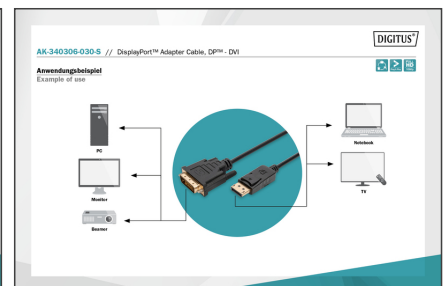 DIGITUS®
AK-340306-030-S // DisplayPort™ Adapter Cable, DP™ - DVI
Anwendungsbeispiel
Example of use
PC
Notebook
Monitor
TV
Beamer